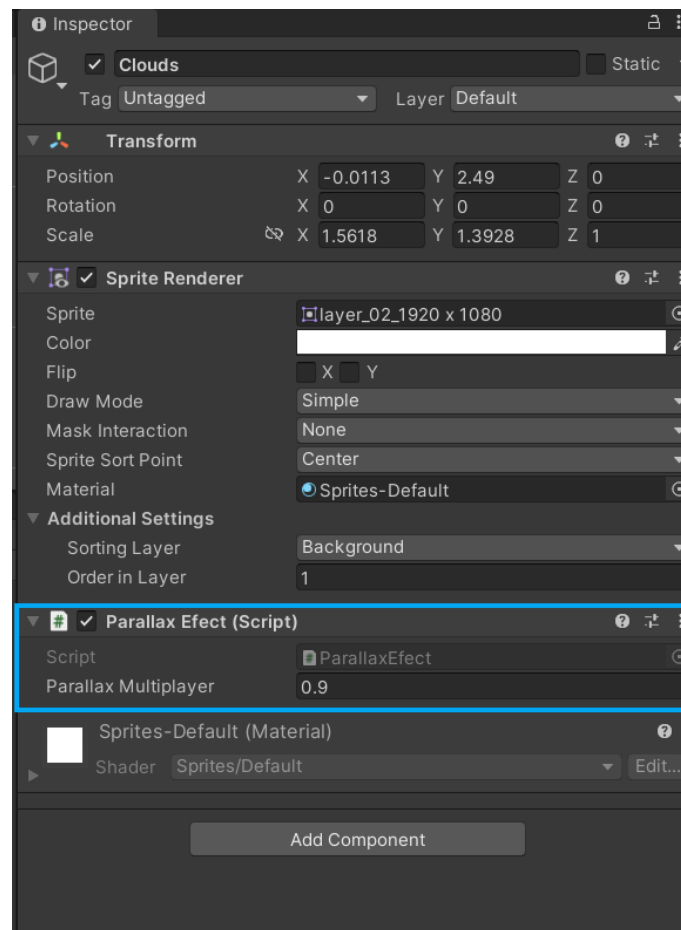 Inspector
Clouds Static
Tag Untagged Layer Default
Transform
Position X -0.0113 Y 2.49 Z 0
Rotation X 0 Y 0 Z 0
Scale X 1.5618 Y 1.3928 Z 1
Sprite Renderer
Sprite layer_02_1920 x 1080
Color
Flip X Y
Draw Mode Simple
Mask Interaction None
Sprite Sort Point Center
Material Sprites-Default
Additional Settings
Sorting Layer Background
Order in Layer 1
# Parallax Efect (Script)
Script # ParallaxEfect
Parallax Multiplayer 0.9
Sprites-Default (Material)
Shader Sprites/Default Edit...
Add Component